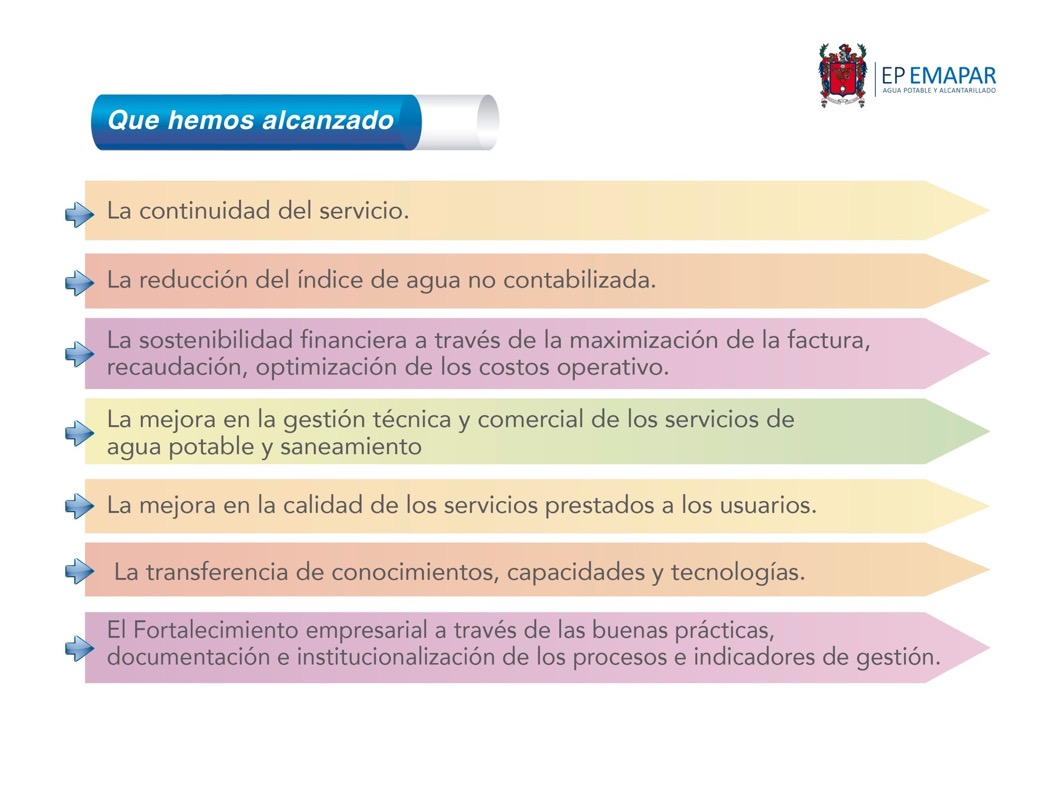 EP EMAPAR
AGUA POTABLE Y ALCANTARILLADO
Que hemos alcanzado
La continuidad del servicio.
La reducción del índice de agua no contabilizada.
La sostenibilidad financiera a través de la maximización de la factura,
recaudación, optimización de los costos operativo.
La mejora en la gestión técnica y comercial de los servicios de
agua potable y saneamiento
La mejora en la calidad de los servicios prestados a los usuarios.
La transferencia de conocimientos, capacidades y tecnologías.
El Fortalecimiento empresarial a través de las buenas prácticas,
documentación e institucionalización de los procesos e indicadores de gestión.